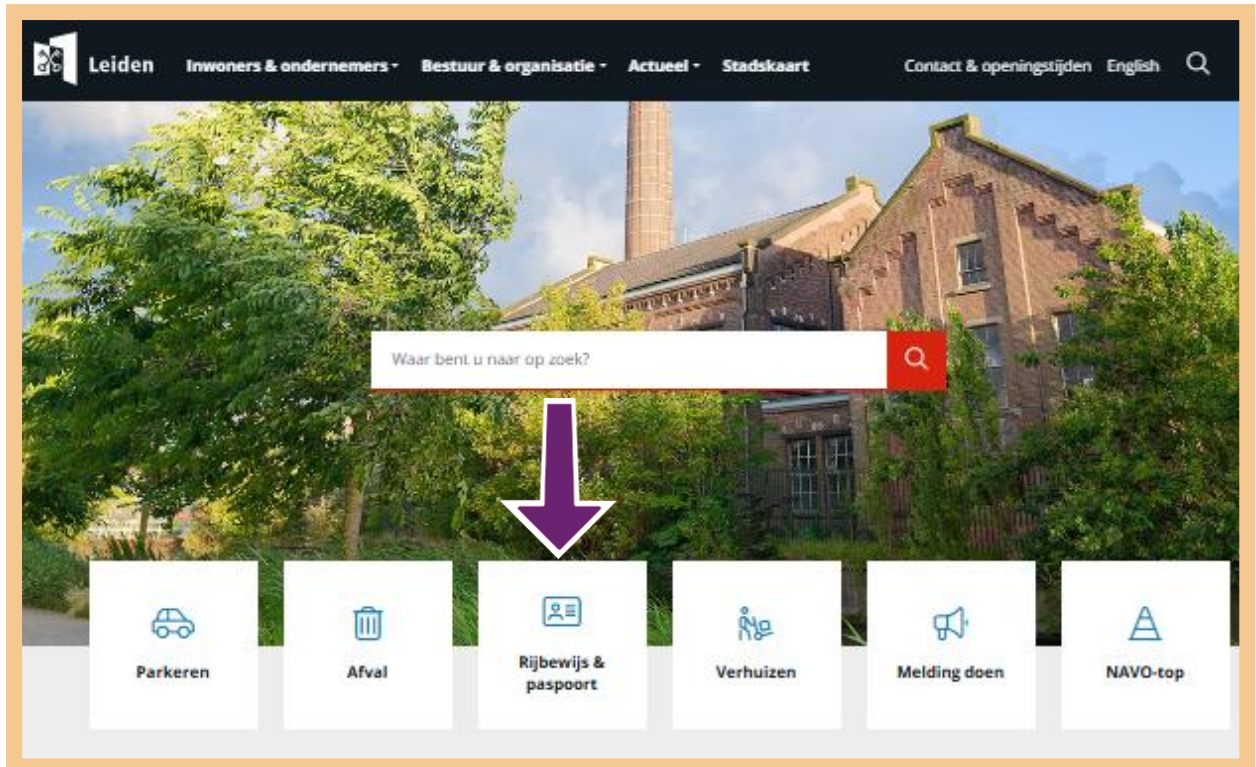 Leiden Inwoners & ondernemers Bestuur & organisatie Actueel Stadskaart Contact & openingstijden English
Waar bent u naar op zoek?
Parkeren Afval Rijbewijs & paspoort Verhuizen Melding doen NAVO-top